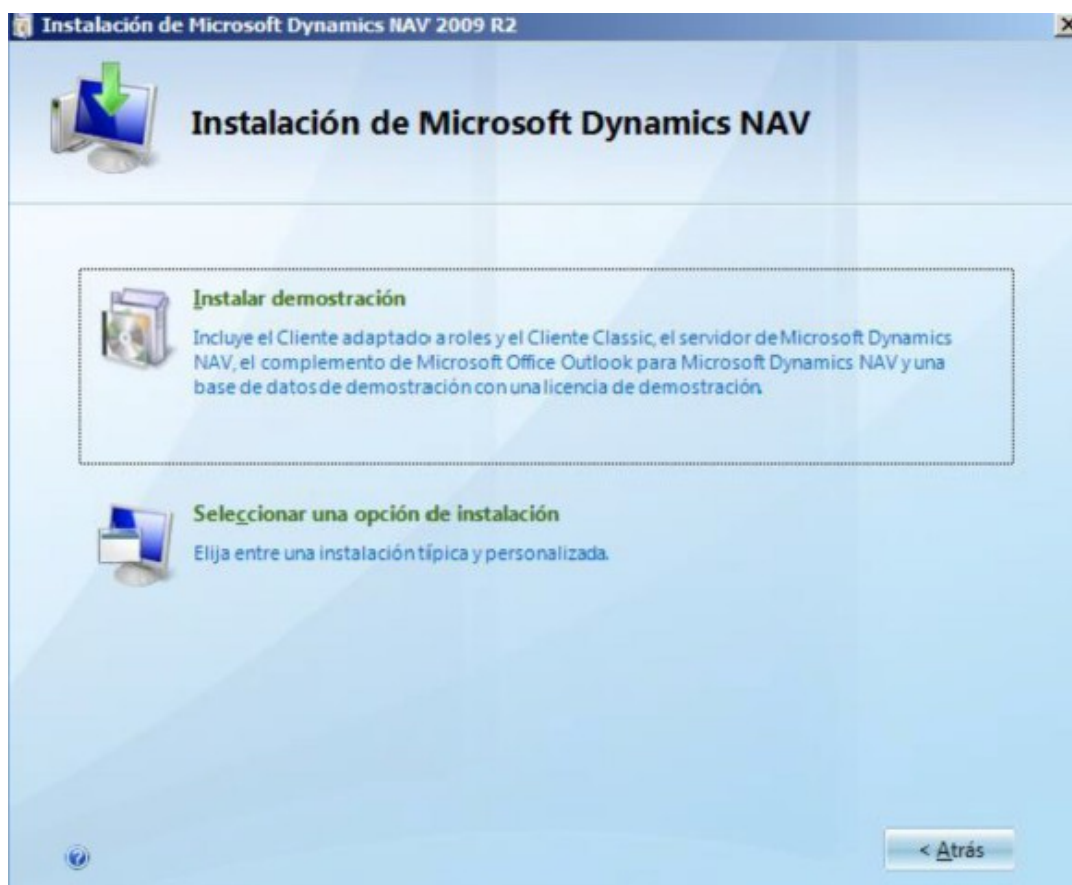 Instalación de Microsoft Dynamics NAV 2009 R2
Instalación de Microsoft Dynamics NAV
Instalar demostración
Incluye el Cliente adaptado a roles y el Cliente Classic, el servidor de Microsoft Dynamics
NAV, el complemento de Microsoft Office Outlook para Microsoft Dynamics NAV y una
base de datos de demostración con una licencia de demostración.
Seleccionar una opción de instalación
Elija entre una instalación típica y personalizada.
< Atrás